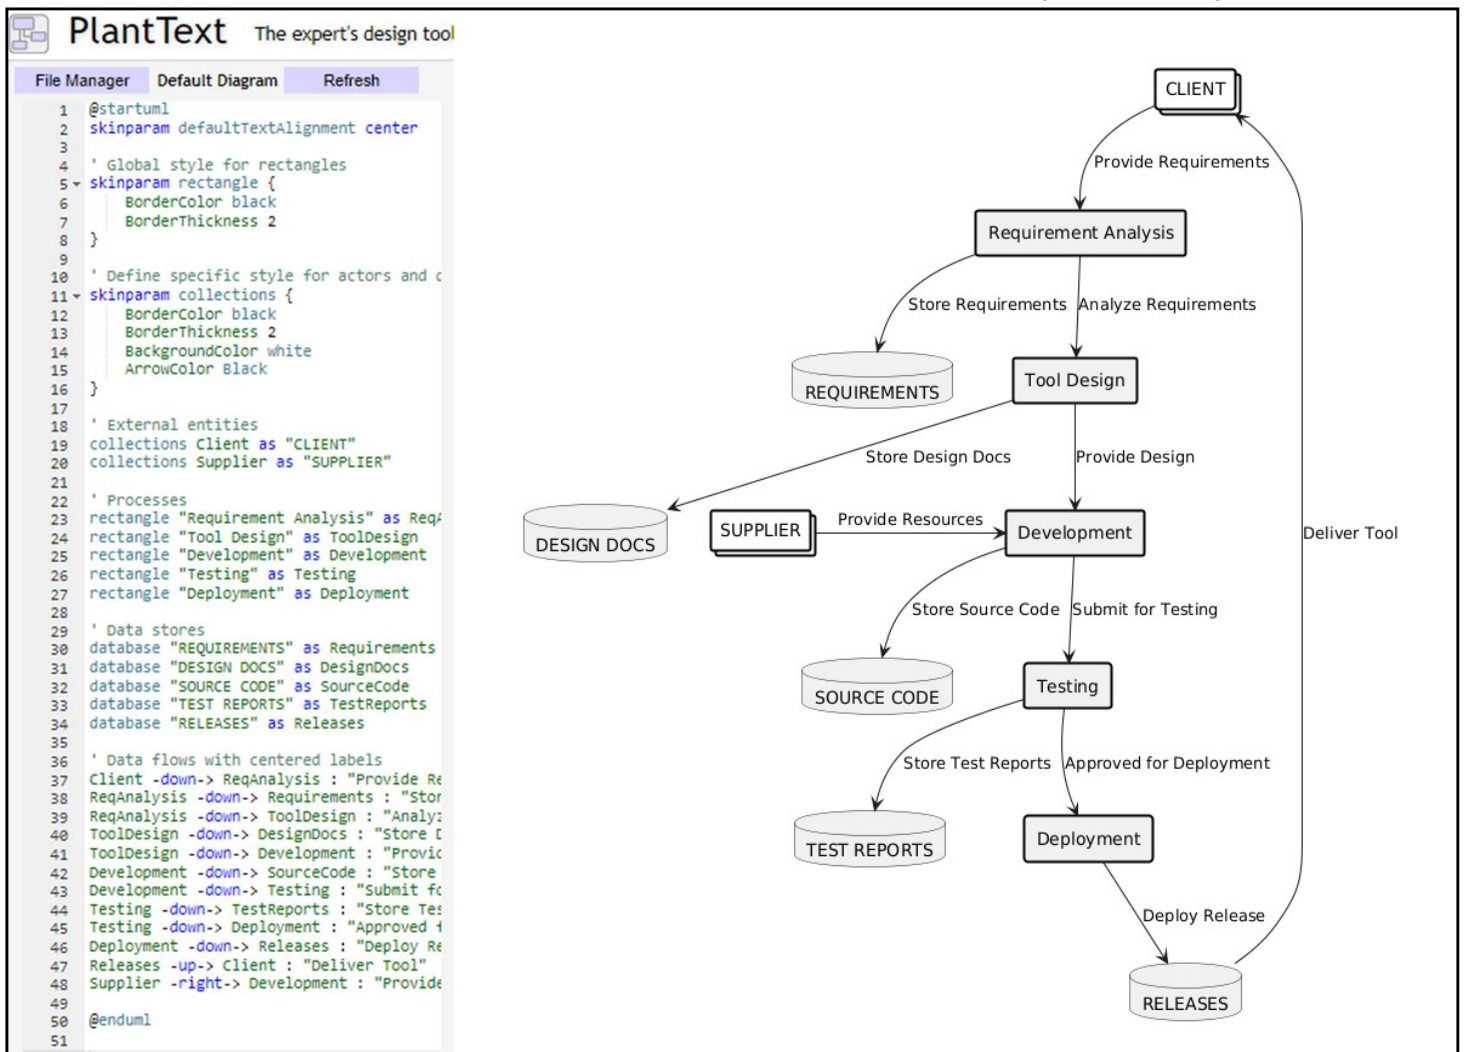 PlantText The expert's design tool
File Manager Default Diagram Refresh
1 @startuml
2 skinparam defaultTextAlignment center
3
4 ' Global style for rectangles
5 skinparam rectangle {
6 BorderColor black
7 BorderThickness 2
8 }
9
10 ' Define specific style for actors and
11 skinparam collections {
12 BorderColor black
13 BorderThickness 2
14 BackgroundColor white
15 ArrowColor Black
16 }
17
18 ' External entities
19 collections Client as "CLIENT"
20 collections Supplier as "SUPPLIER"
21
22 ' Processes
23 rectangle "Requirement Analysis" as ReqA
24 rectangle "Tool Design" as ToolDesign
25 rectangle "Development" as Development
26 rectangle "Testing" as Testing
27 rectangle "Deployment" as Deployment
28
29 ' Data stores
30 database "REQUIREMENTS" as Requirements
31 database "DESIGN DOCS" as DesignDocs
32 database "SOURCE CODE" as SourceCode
33 database "TEST REPORTS" as TestReports
34 database "RELEASES" as Releases
35
36 ' Data flows with centered labels
37 Client -down-> ReqAnalysis : "Provide Re
38 ReqAnalysis -down-> Requirements : "Stor
39 ReqAnalysis -down-> ToolDesign : "Analyz
40 ToolDesign -down-> DesignDocs : "Store D
41 ToolDesign -down-> Development : "Provid
42 Development -down-> SourceCode : "Store
43 Development -down-> Testing : "Submit fo
44 Testing -down-> TestReports : "Store Tes
45 Testing -down-> Deployment : "Approved f
46 Deployment -down-> Releases : "Deploy Re
47 Releases -up-> Client : "Deliver Tool"
48 Supplier -right-> Development : "Provide
49
50 @enduml
51
CLIENT
Provide Requirements
Requirement Analysis
Store Requirements Analyze Requirements
REQUIREMENTS
Tool Design
Store Design Docs Provide Design
DESIGN DOCS
SUPPLIER
Provide Resources
Development
Deliver Tool
Store Source Code Submit for Testing
SOURCE CODE
Testing
Store Test Reports Approved for Deployment
TEST REPORTS
Deployment
Deploy Release
RELEASES